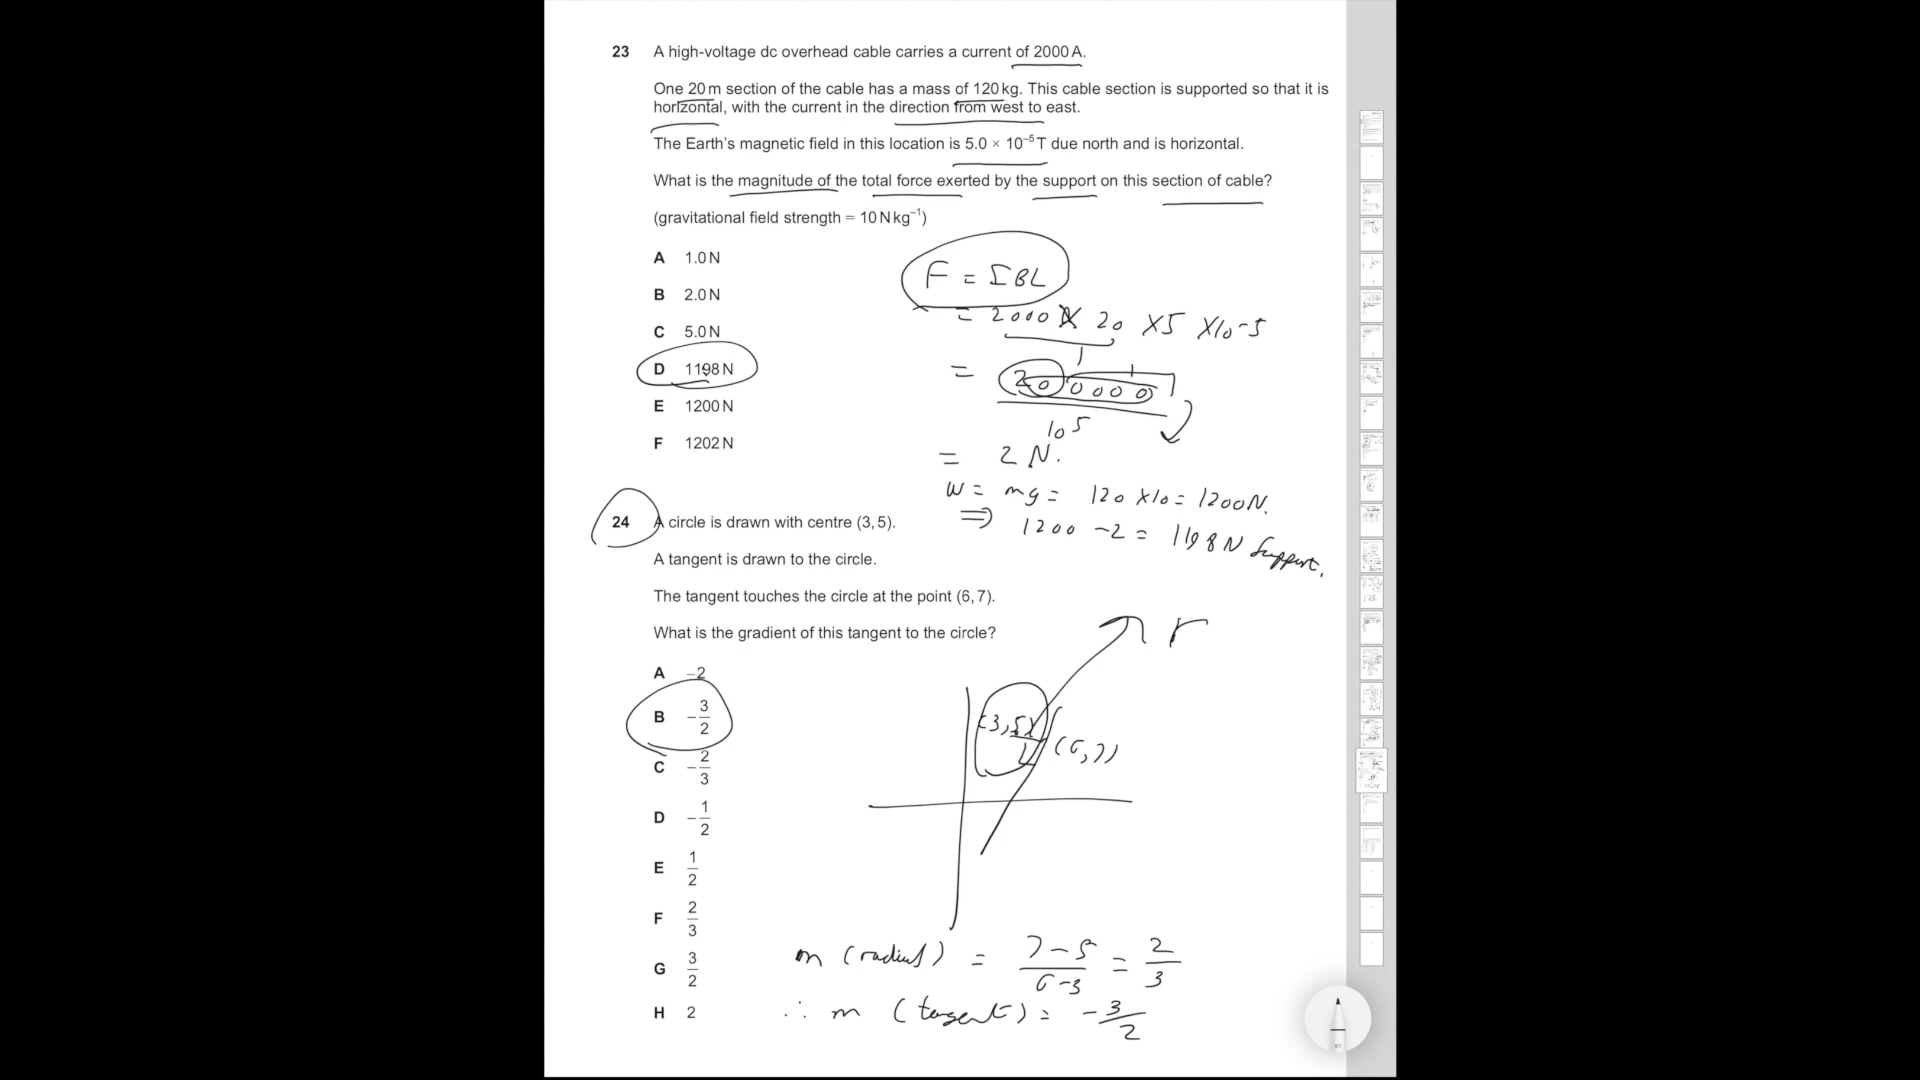 23 A high-voltage dc overhead cable carries a current of 2000 A.
One 20 m section of the cable has a mass of 120 kg. This cable section is supported so that it is
horizontal, with the current in the direction from west to east.
The Earth's magnetic field in this location is 5.0 × 10⁻⁵ T due north and is horizontal.
What is the magnitude of the total force exerted by the support on this section of cable?
(gravitational field strength = 10 N kg⁻¹)
A 1.0 N
B 2.0 N
C 5.0 N
D 1198 N
E 1200 N
F 1202 N
F = IBL
= 2000 × 20 × 5 × 10-5
= 200000
10⁵
= 2 N.
W = mg = 120 × 10 = 1200N.
⇒ 1200 - 2 = 1198 N Support.
24 A circle is drawn with centre (3, 5).
A tangent is drawn to the circle.
The tangent touches the circle at the point (6, 7).
What is the gradient of this tangent to the circle?
A −2
B −3/2
C −2/3
D −1/2
E 1/2
F 2/3
G 3/2
H 2
r
(3,5)
(6,7)
m (radius) = 7-5/6-3 = 2/3
∴ m (tangent) = -3/2
97